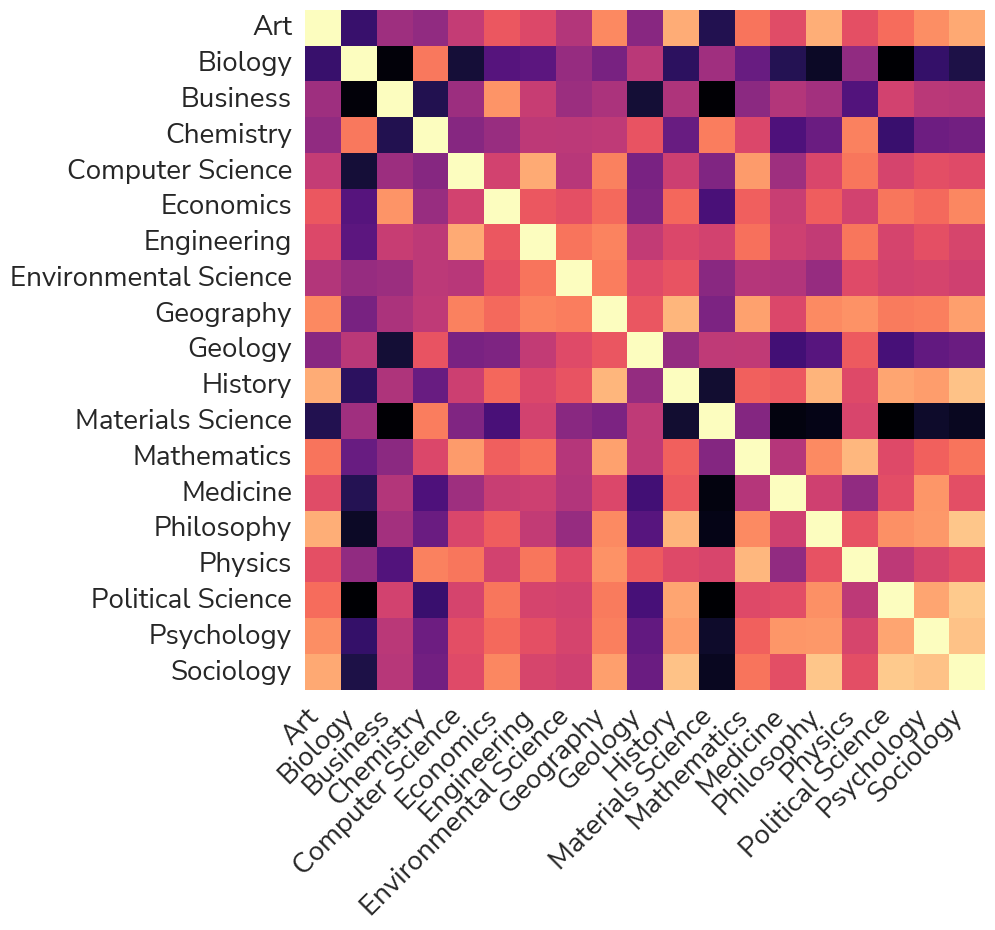 Art
Biology
Business
Chemistry
Computer Science
Economics
Engineering
Environmental Science
Geography
Geology
History
Materials Science
Mathematics
Medicine
Philosophy
Physics
Political Science
Psychology
Sociology
Art
Biology
Business
Chemistry
Computer Science
Economics
Engineering
Environmental Science
Geography
Geology
History
Materials Science
Mathematics
Medicine
Philosophy
Physics
Political Science
Psychology
Sociology